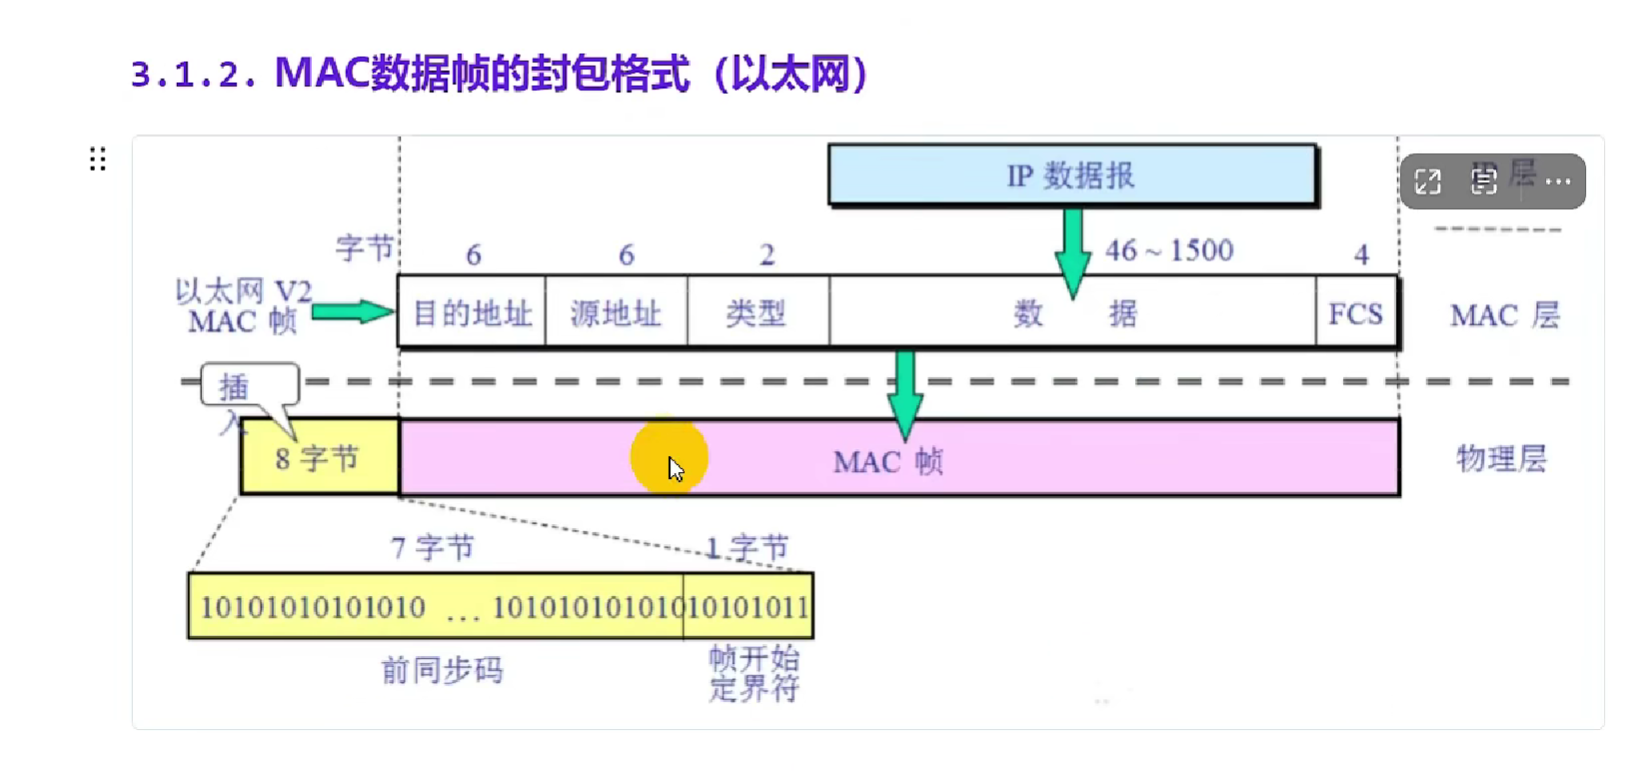 3.1.2. MAC数据帧的封包格式（以太网）
IP 数据报
层
字节
6
6
2
46 ~ 1500
4
以太网 V2
MAC 帧
目的地址
源地址
类型
数 据
FCS
MAC 层
插
入
8 字节
MAC 帧
物理层
7 字节
1 字节
10101010101010 ... 101010101010
10101011
前同步码
帧开始
定界符